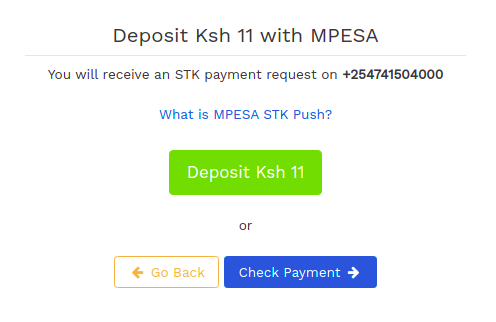 Deposit Ksh 11 with MPESA
You will receive an STK payment request on +254741504000
What is MPESA STK Push?
Deposit Ksh 11
or
Go Back
Check Payment